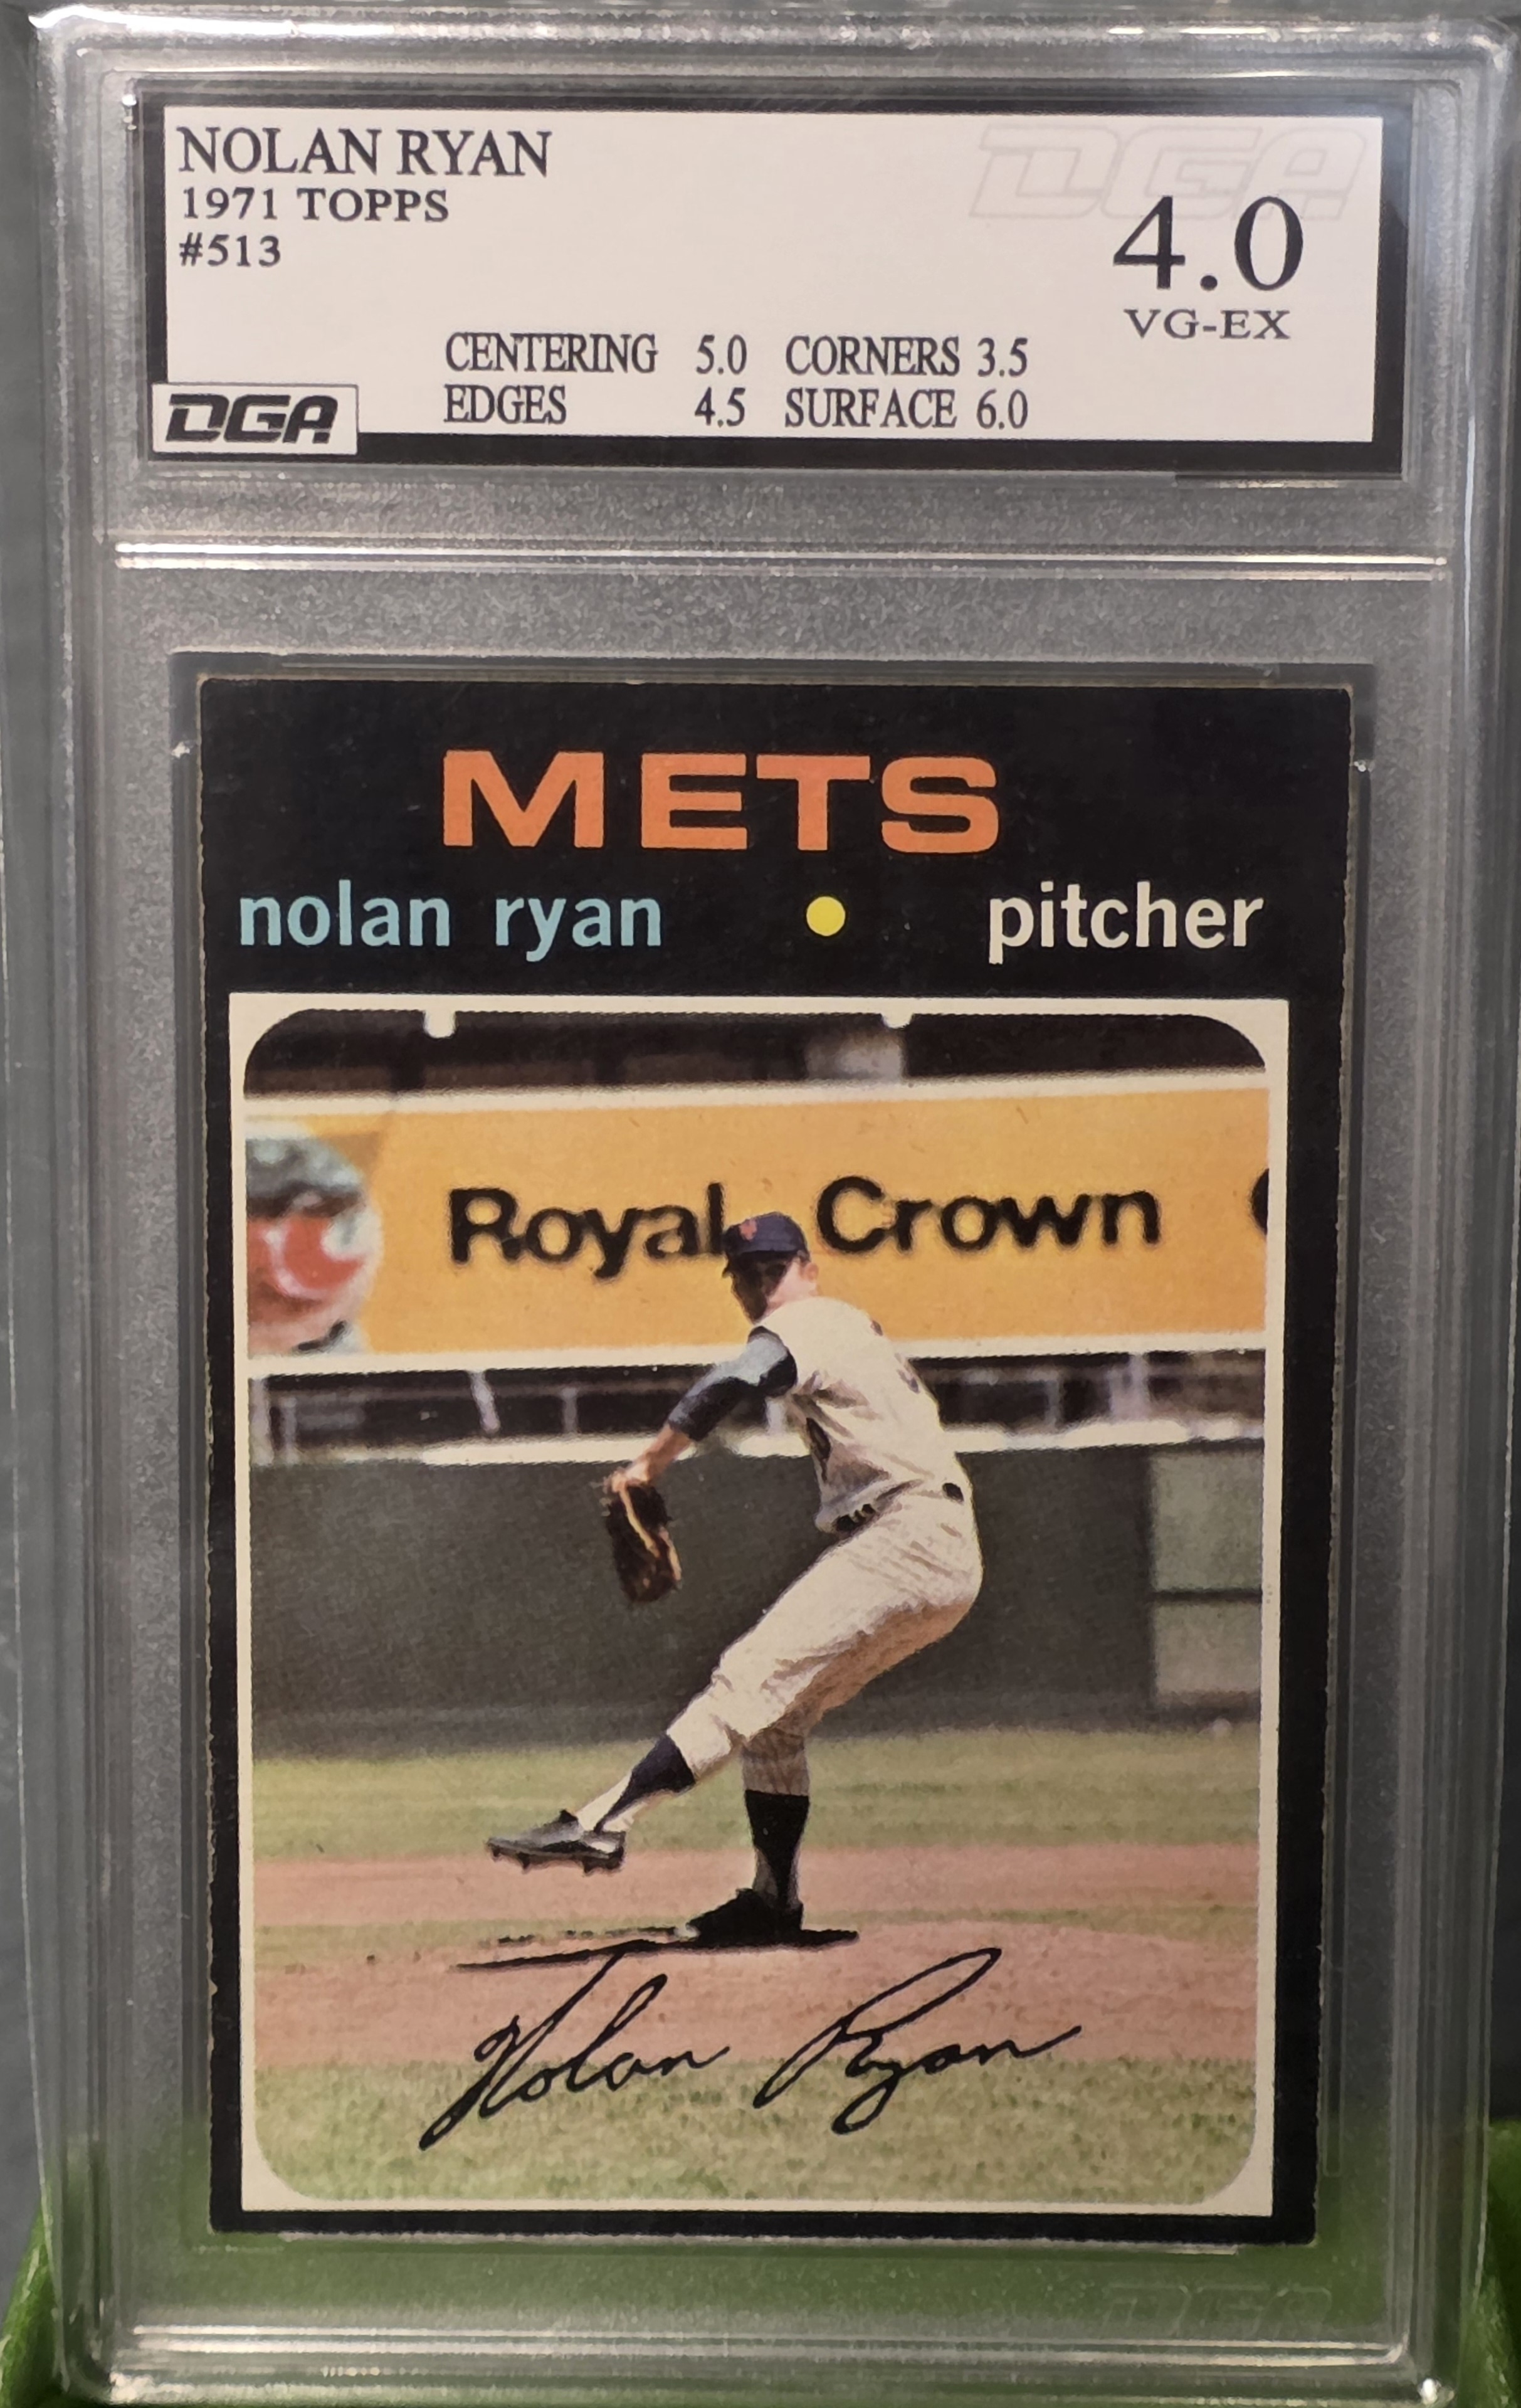 NOLAN RYAN
1971 TOPPS
#513
DGA
4.0
VG-EX
CENTERING 5.0 CORNERS 3.5
EDGES 4.5 SURFACE 6.0
DGA
METS
nolan ryan • pitcher
Royal Crown
Nolan Ryan
DGA